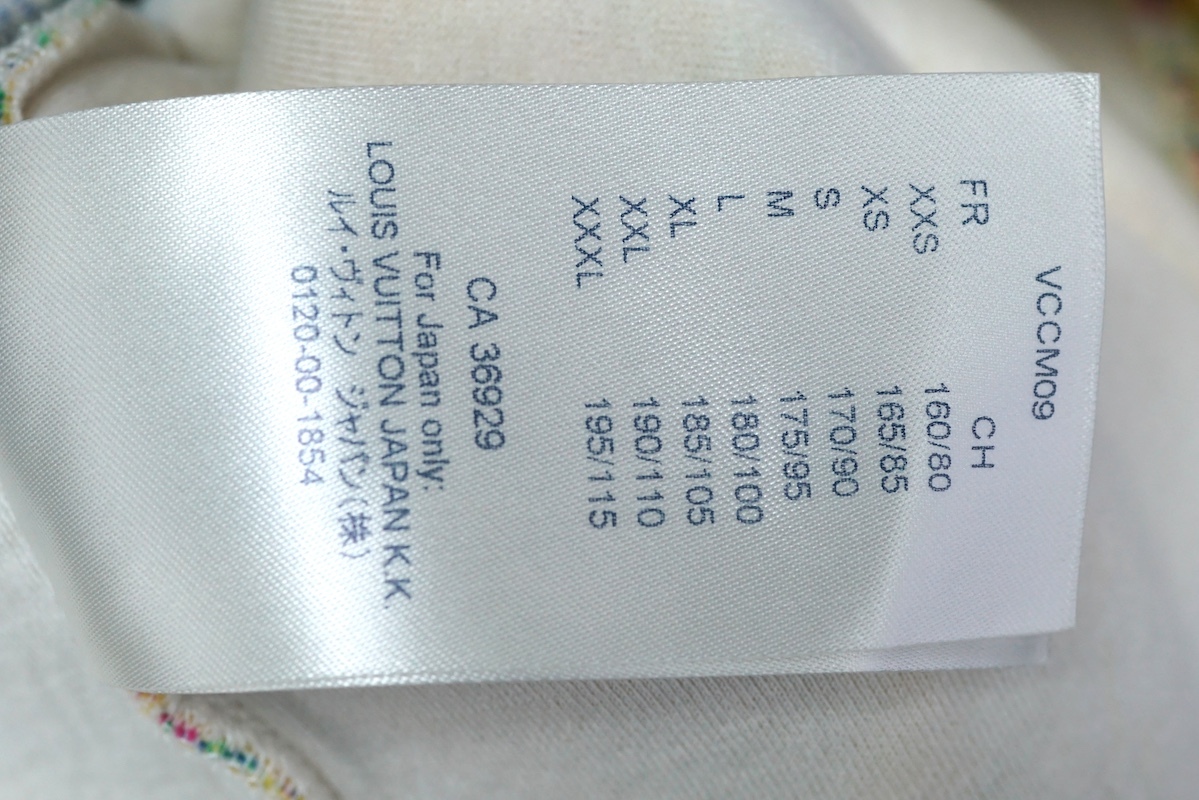 VCCM09
FR CH
XXS 160/80
XS 165/85
S 170/90
M 175/95
L 180/100
XL 185/105
XXL 190/110
XXXL 195/115
CA 36929
For Japan only:
LOUIS VUITTON JAPAN K.K.
ルイ・ヴィトン ジャパン(株)
0120-00-1854